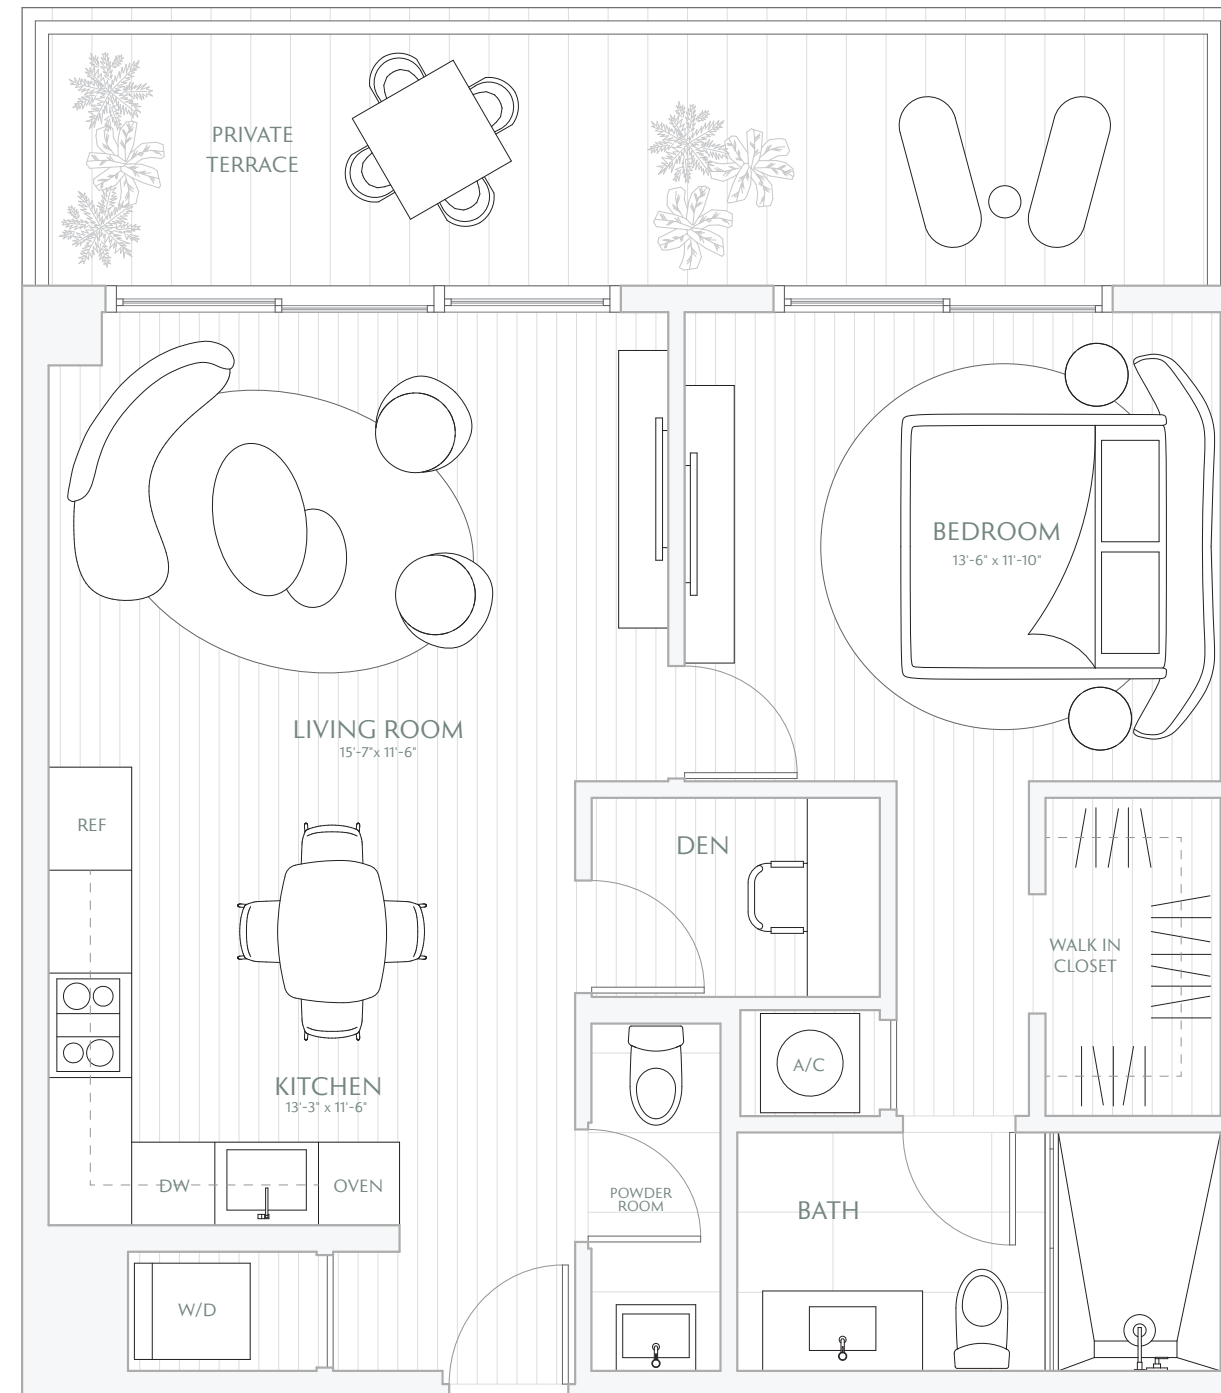 PRIVATE
TERRACE
BEDROOM
13'-6" x 11'-10"
LIVING ROOM
15'-7"x 11'-6"
REF
DEN
WALK IN
CLOSET
A/C
KITCHEN
13'-3" x 11'-6"
DW
OVEN
POWDER
ROOM
BATH
W/D